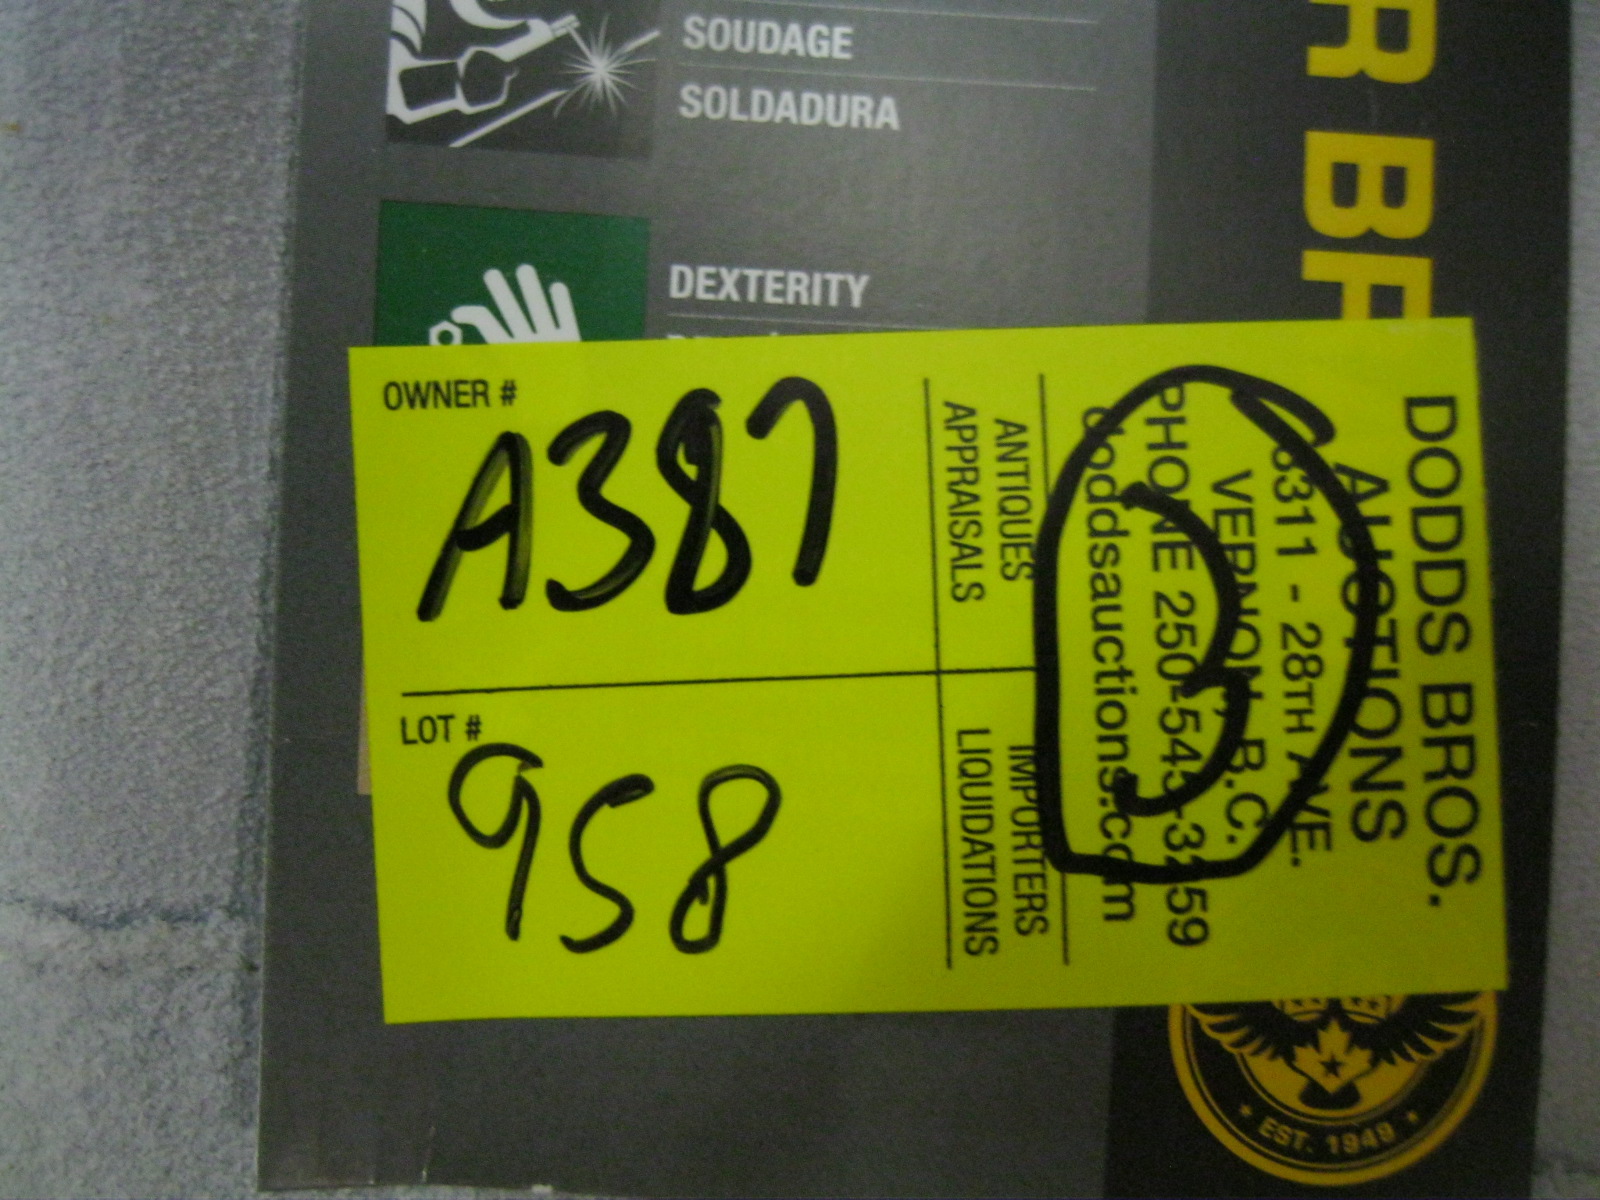 SOUDAGE
SOLDADURA
DEXTERITY
R BR
OWNER #
A387
LOT #
958
ANTIQUES
APPRAISALS
IMPORTERS
LIQUIDATIONS
DODDS BROS.
AUCTIONS
3311 - 28TH AVE.
VERNON, B.C.
PHONE 250-545-3259
doddsauctions.com
3
EST. 1949